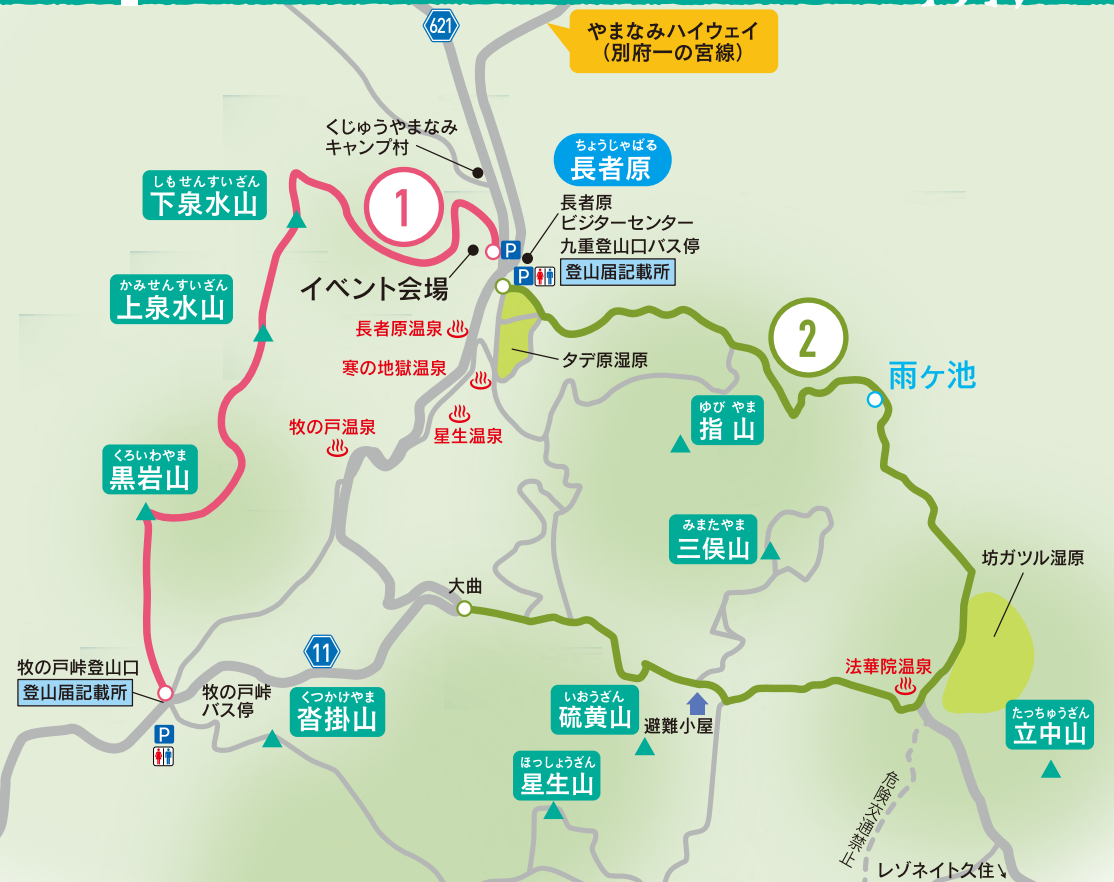 621
やまなみハイウェイ
(別府一の宮線)
くじゅうやまなみ
キャンプ村
ちょうじゃばる
長者原
しもせんすいざん
下泉水山
1
長者原
ビジターセンター
九重登山口バス停
P
P
登山届記載所
イベント会場
かみせんすいざん
上泉水山
長者原温泉
2
タデ原湿原
寒の地獄温泉
雨ケ池
牧の戸温泉
星生温泉
ゆび やま
指山
くろいわやま
黒岩山
みまたやま
三俣山
坊ガツル湿原
大曲
11
牧の戸峠登山口
登山届記載所
法華院温泉
牧の戸峠
バス停
くつかけやま
沓掛山
いおうざん
硫黄山
避難小屋
たっちゅうざん
立中山
P
ほっしょうざん
星生山
危険交通禁止
レゾネイト久住